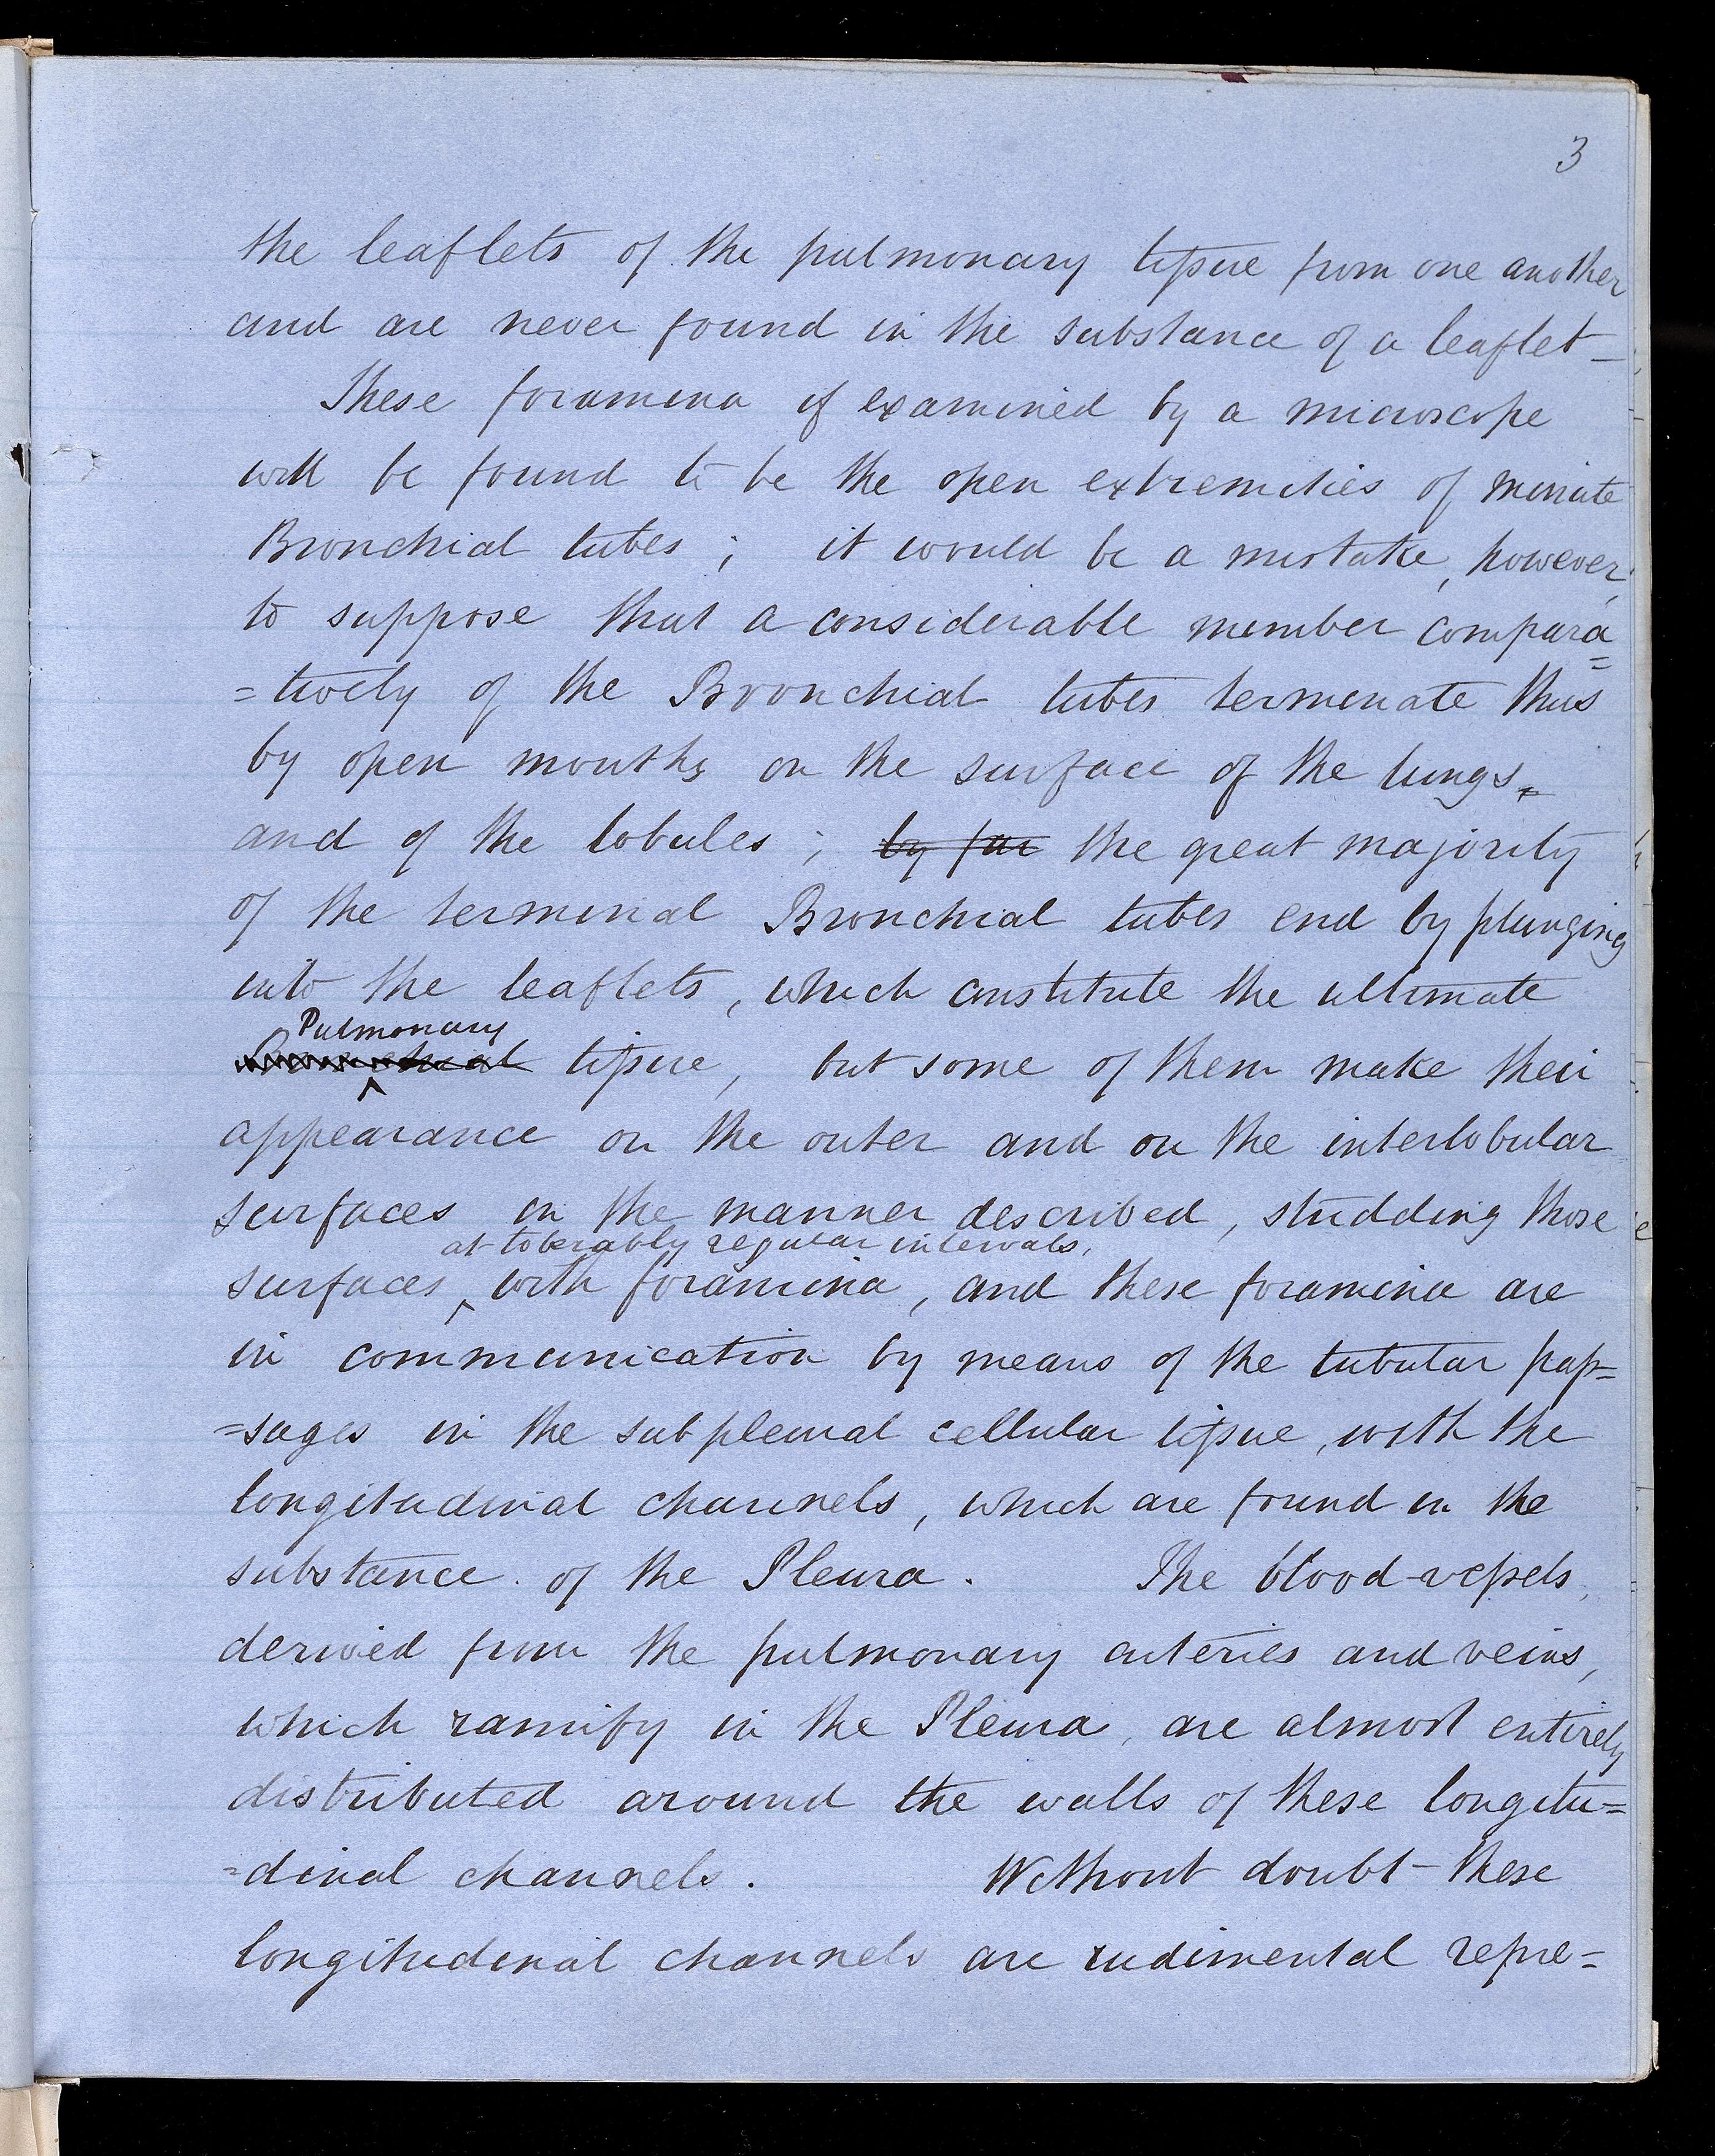 3
the leaflets of the pulmonary tissue from one another
and are never found in the substance of a leaflet –
These foramina if examined by a microscope
will be found to be the open extremities of minute
Bronchial tubes ; it would be a mistake, however,
to suppose that a considerable number compara=
=tively of the Bronchial tubes terminate thus
by open mouths on the surface of the lungs,
and of the lobules ; by far the great majority
of the terminal Bronchial tubes end by plunging
into the leaflets, which constitute the ultimate
Pulmonary
Bronchial tissue, but some of them make their
appearance on the outer and on the interlobular
surfaces in the manner described, studding those
at tolerably regular intervals,
surfaces ^ with foramina, and these foramina are
in communication by means of the tubular pas=
=sages in the subpleural cellular tissue, with the
longitudinal channels, which are found in the
substance of the Pleura. The blood-vessels,
derived from the pulmonary arteries and veins,
which ramify in the Pleura, are almost entirely
distributed around the walls of these longitu=
=dinal channels. Without doubt these
longitudinal channels are rudimental repre=